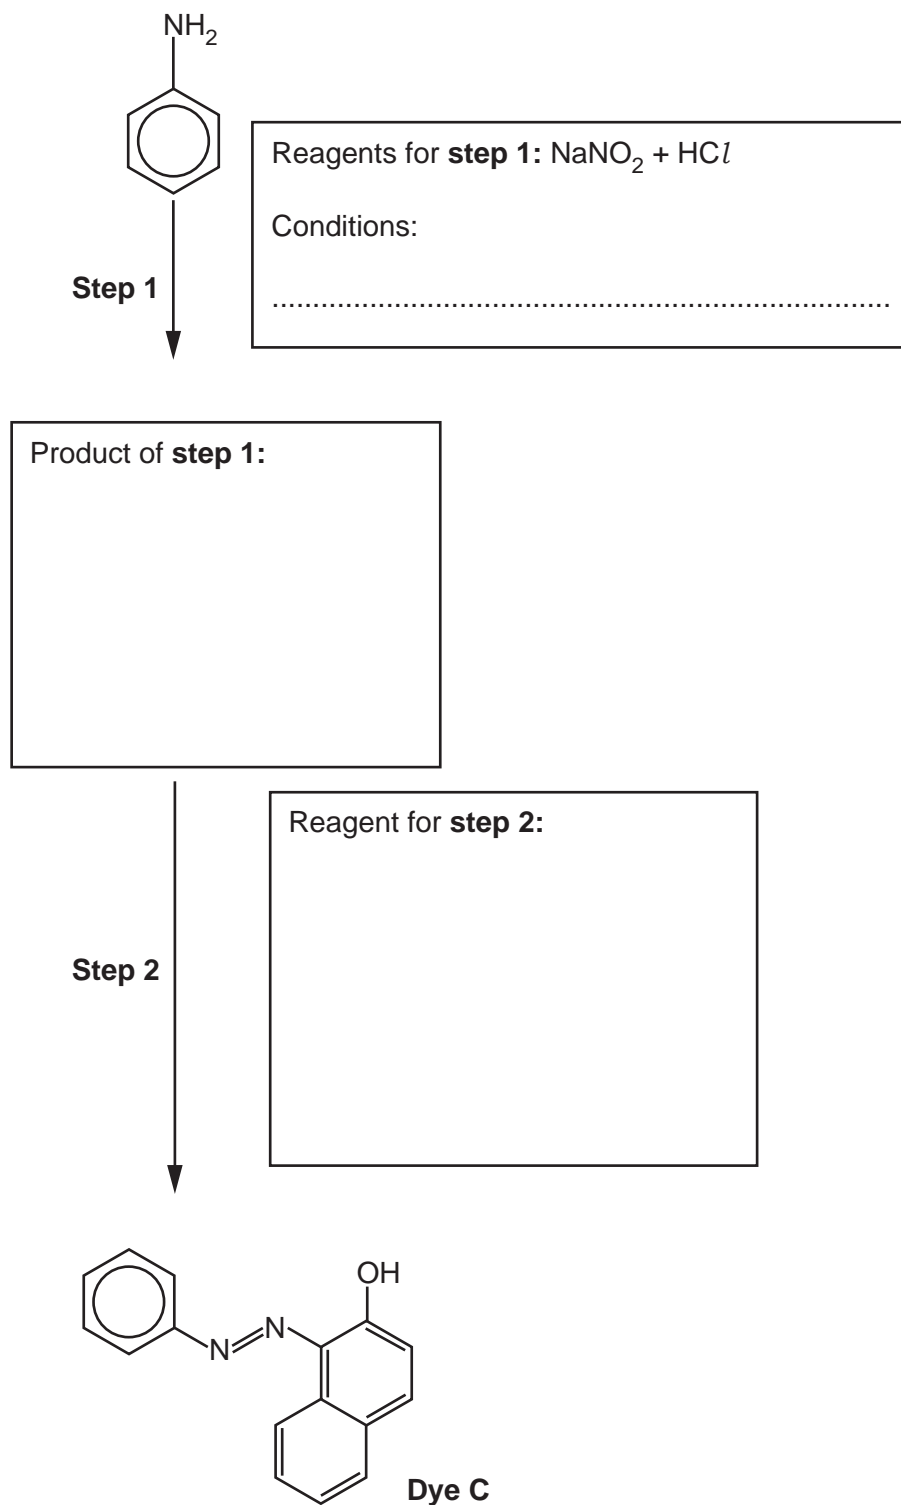 NH2
Reagents for step 1: NaNO2 + HCl
Conditions:
............................................................................
Step 1
Product of step 1:
Reagent for step 2:
Step 2
OH
N
N
Dye C